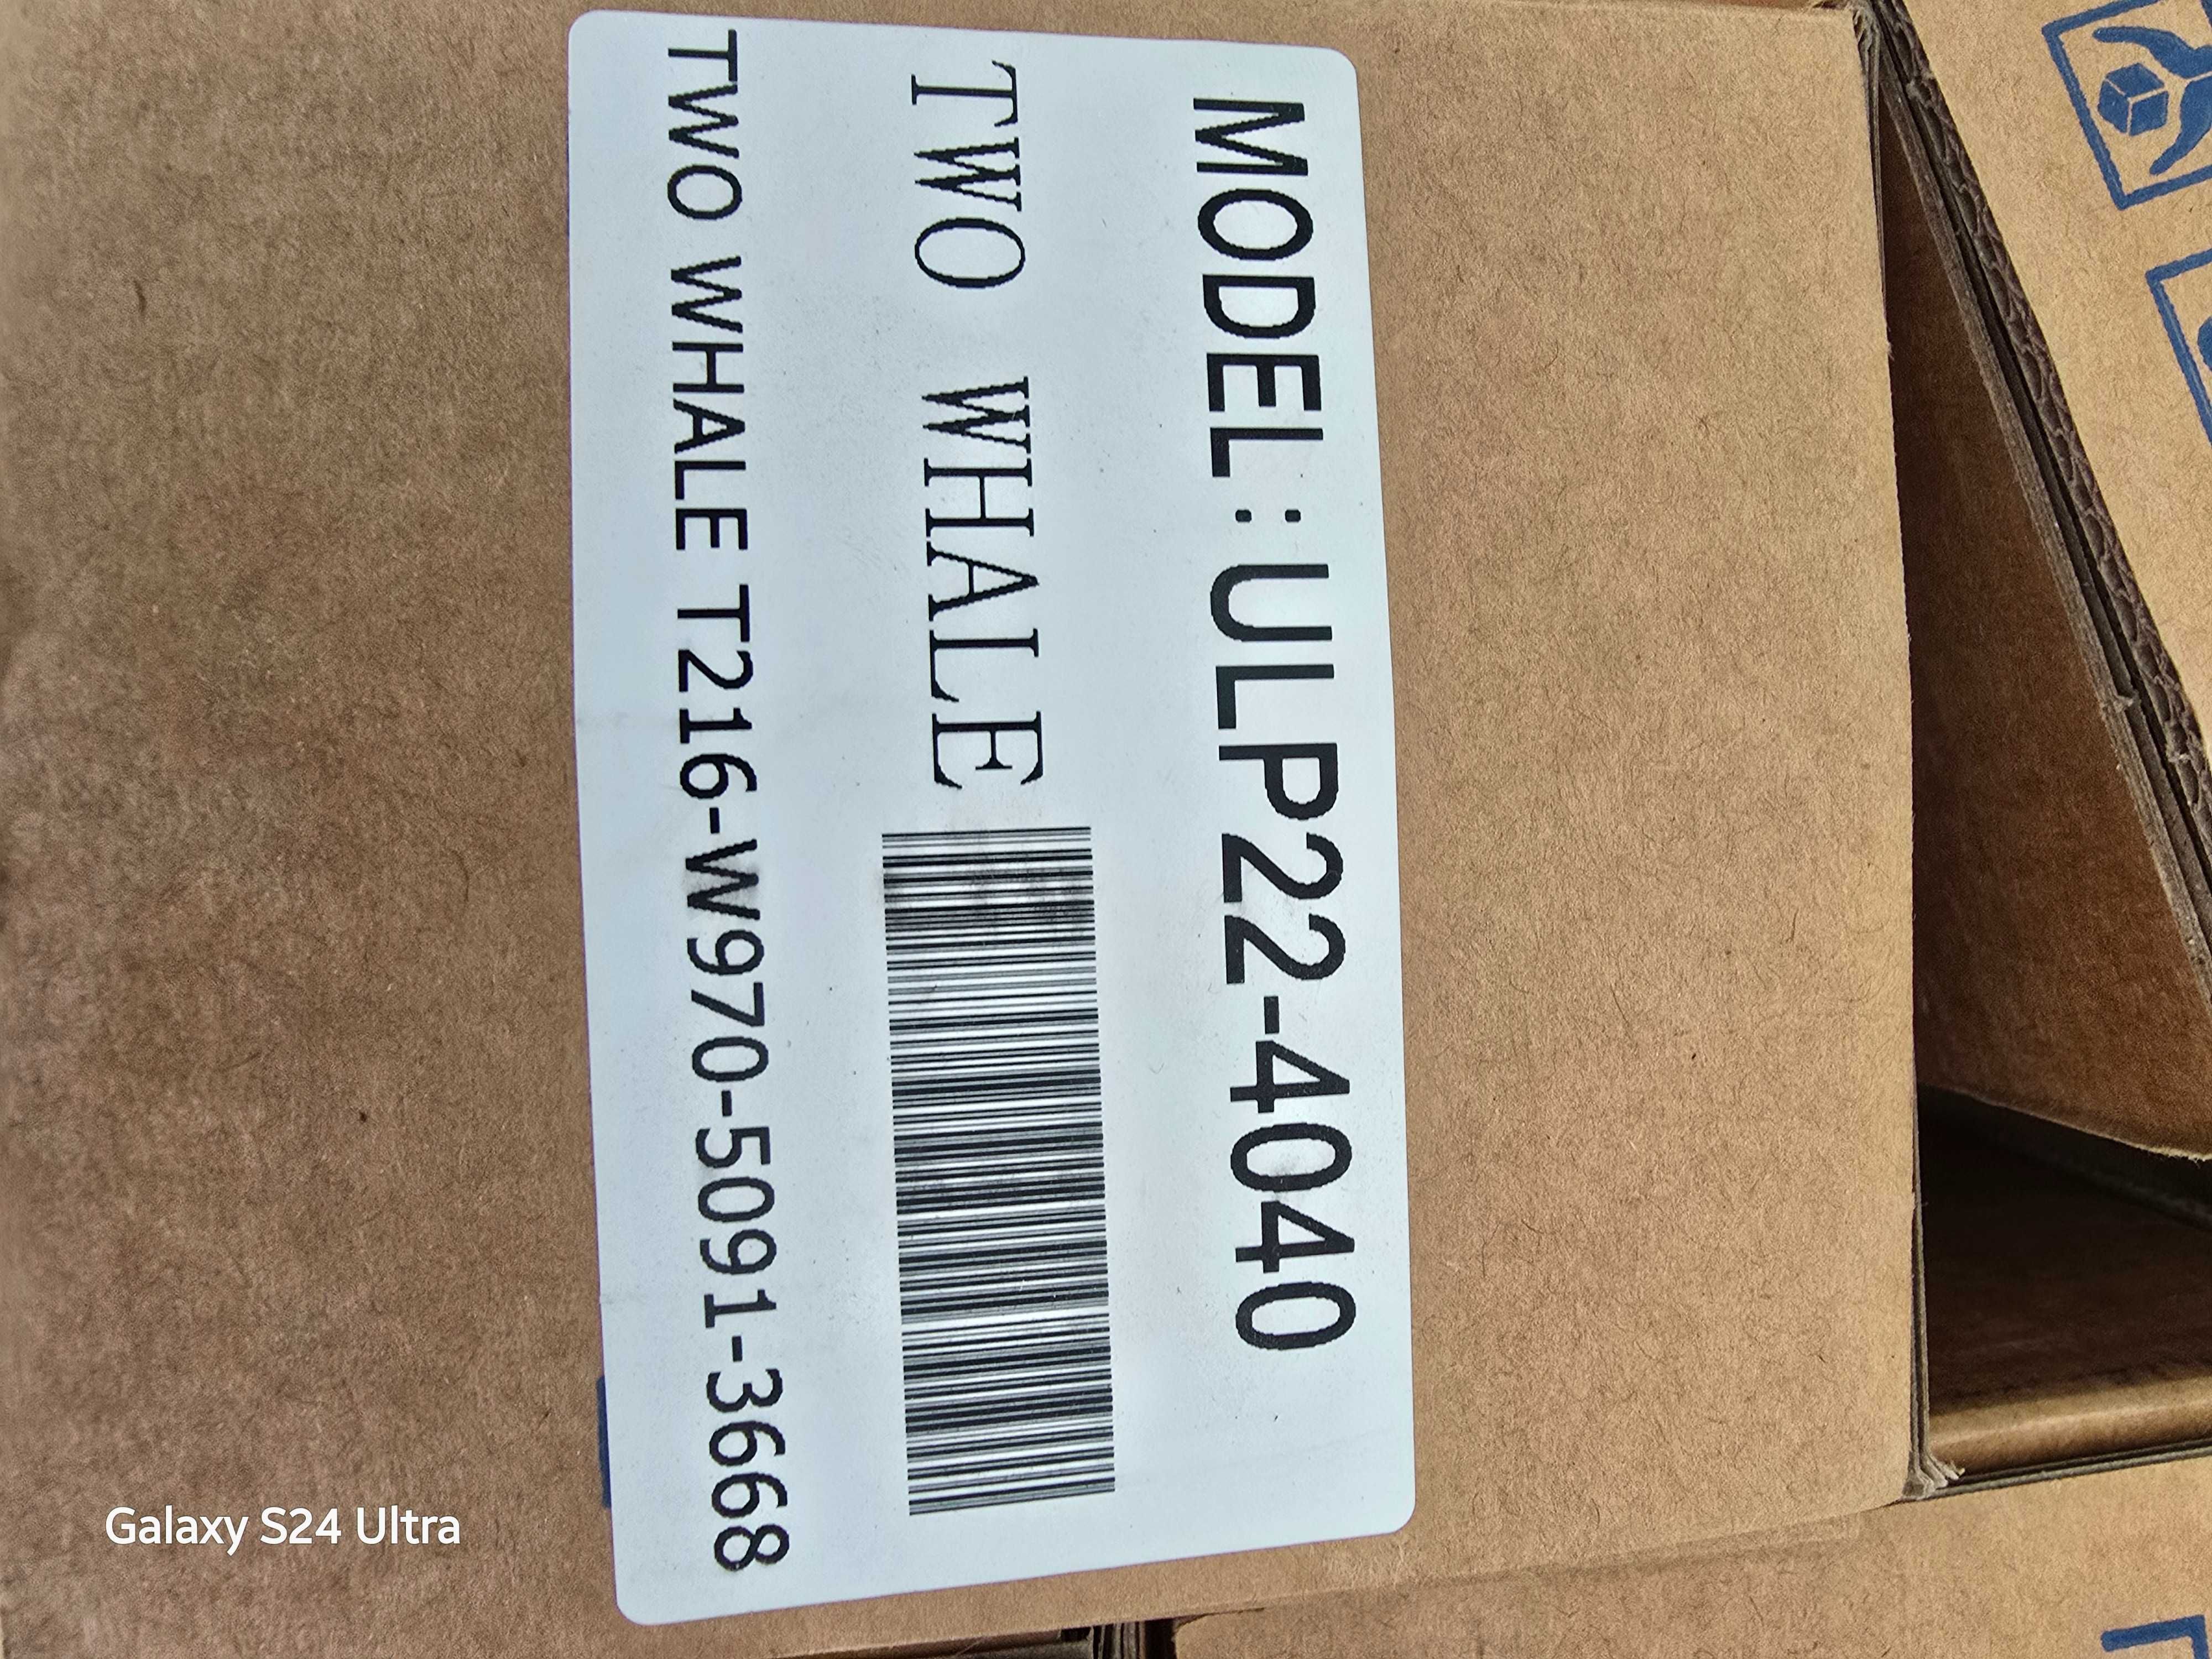 MODEL:ULP22-4040
TWO WHALE
TWO WHALE T216-W970-5091-3668
Galaxy S24 Ultra